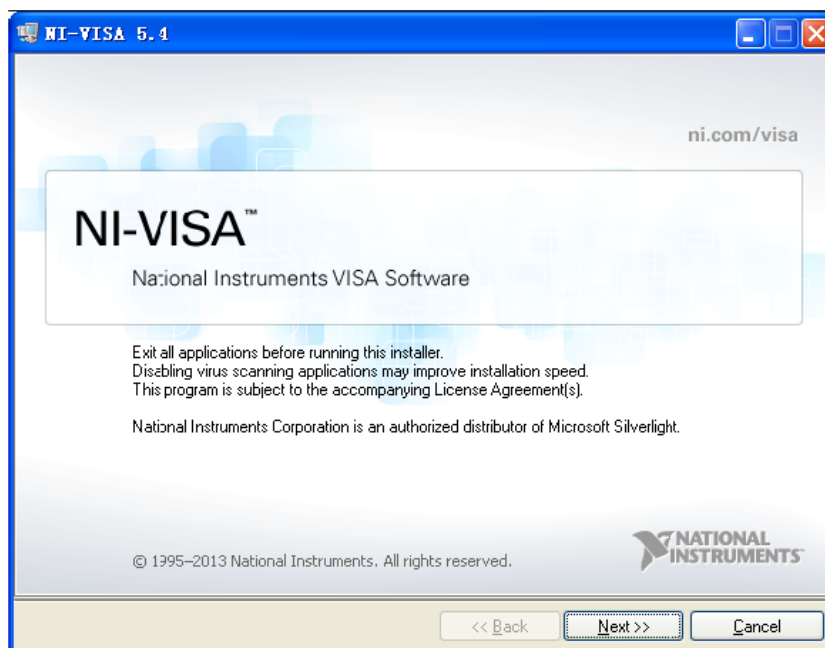 NI-VISA 5.4
ni.com/visa
NI-VISA™
National Instruments VISA Software
Exit all applications before running this installer.
Disabling virus scanning applications may improve installation speed.
This program is subject to the accompanying License Agreement(s).
National Instruments Corporation is an authorized distributor of Microsoft Silverlight.
© 1995–2013 National Instruments. All rights reserved.
NATIONAL
INSTRUMENTS
<< Back
Next >>
Cancel